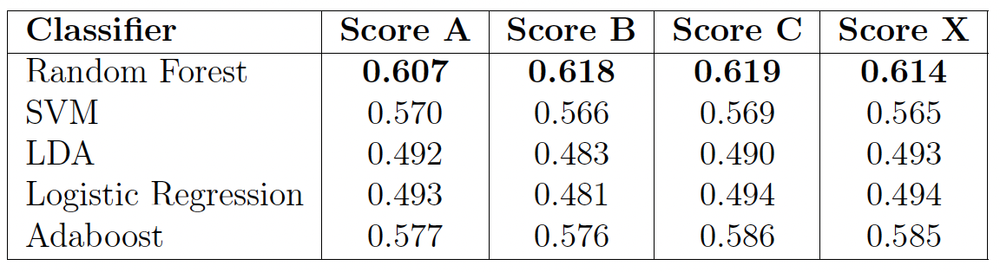 Classifier Score A Score B Score C Score X
Random Forest 0.607 0.618 0.619 0.614
SVM 0.570 0.566 0.569 0.565
LDA 0.492 0.483 0.490 0.493
Logistic Regression 0.493 0.481 0.494 0.494
Adaboost 0.577 0.576 0.586 0.585